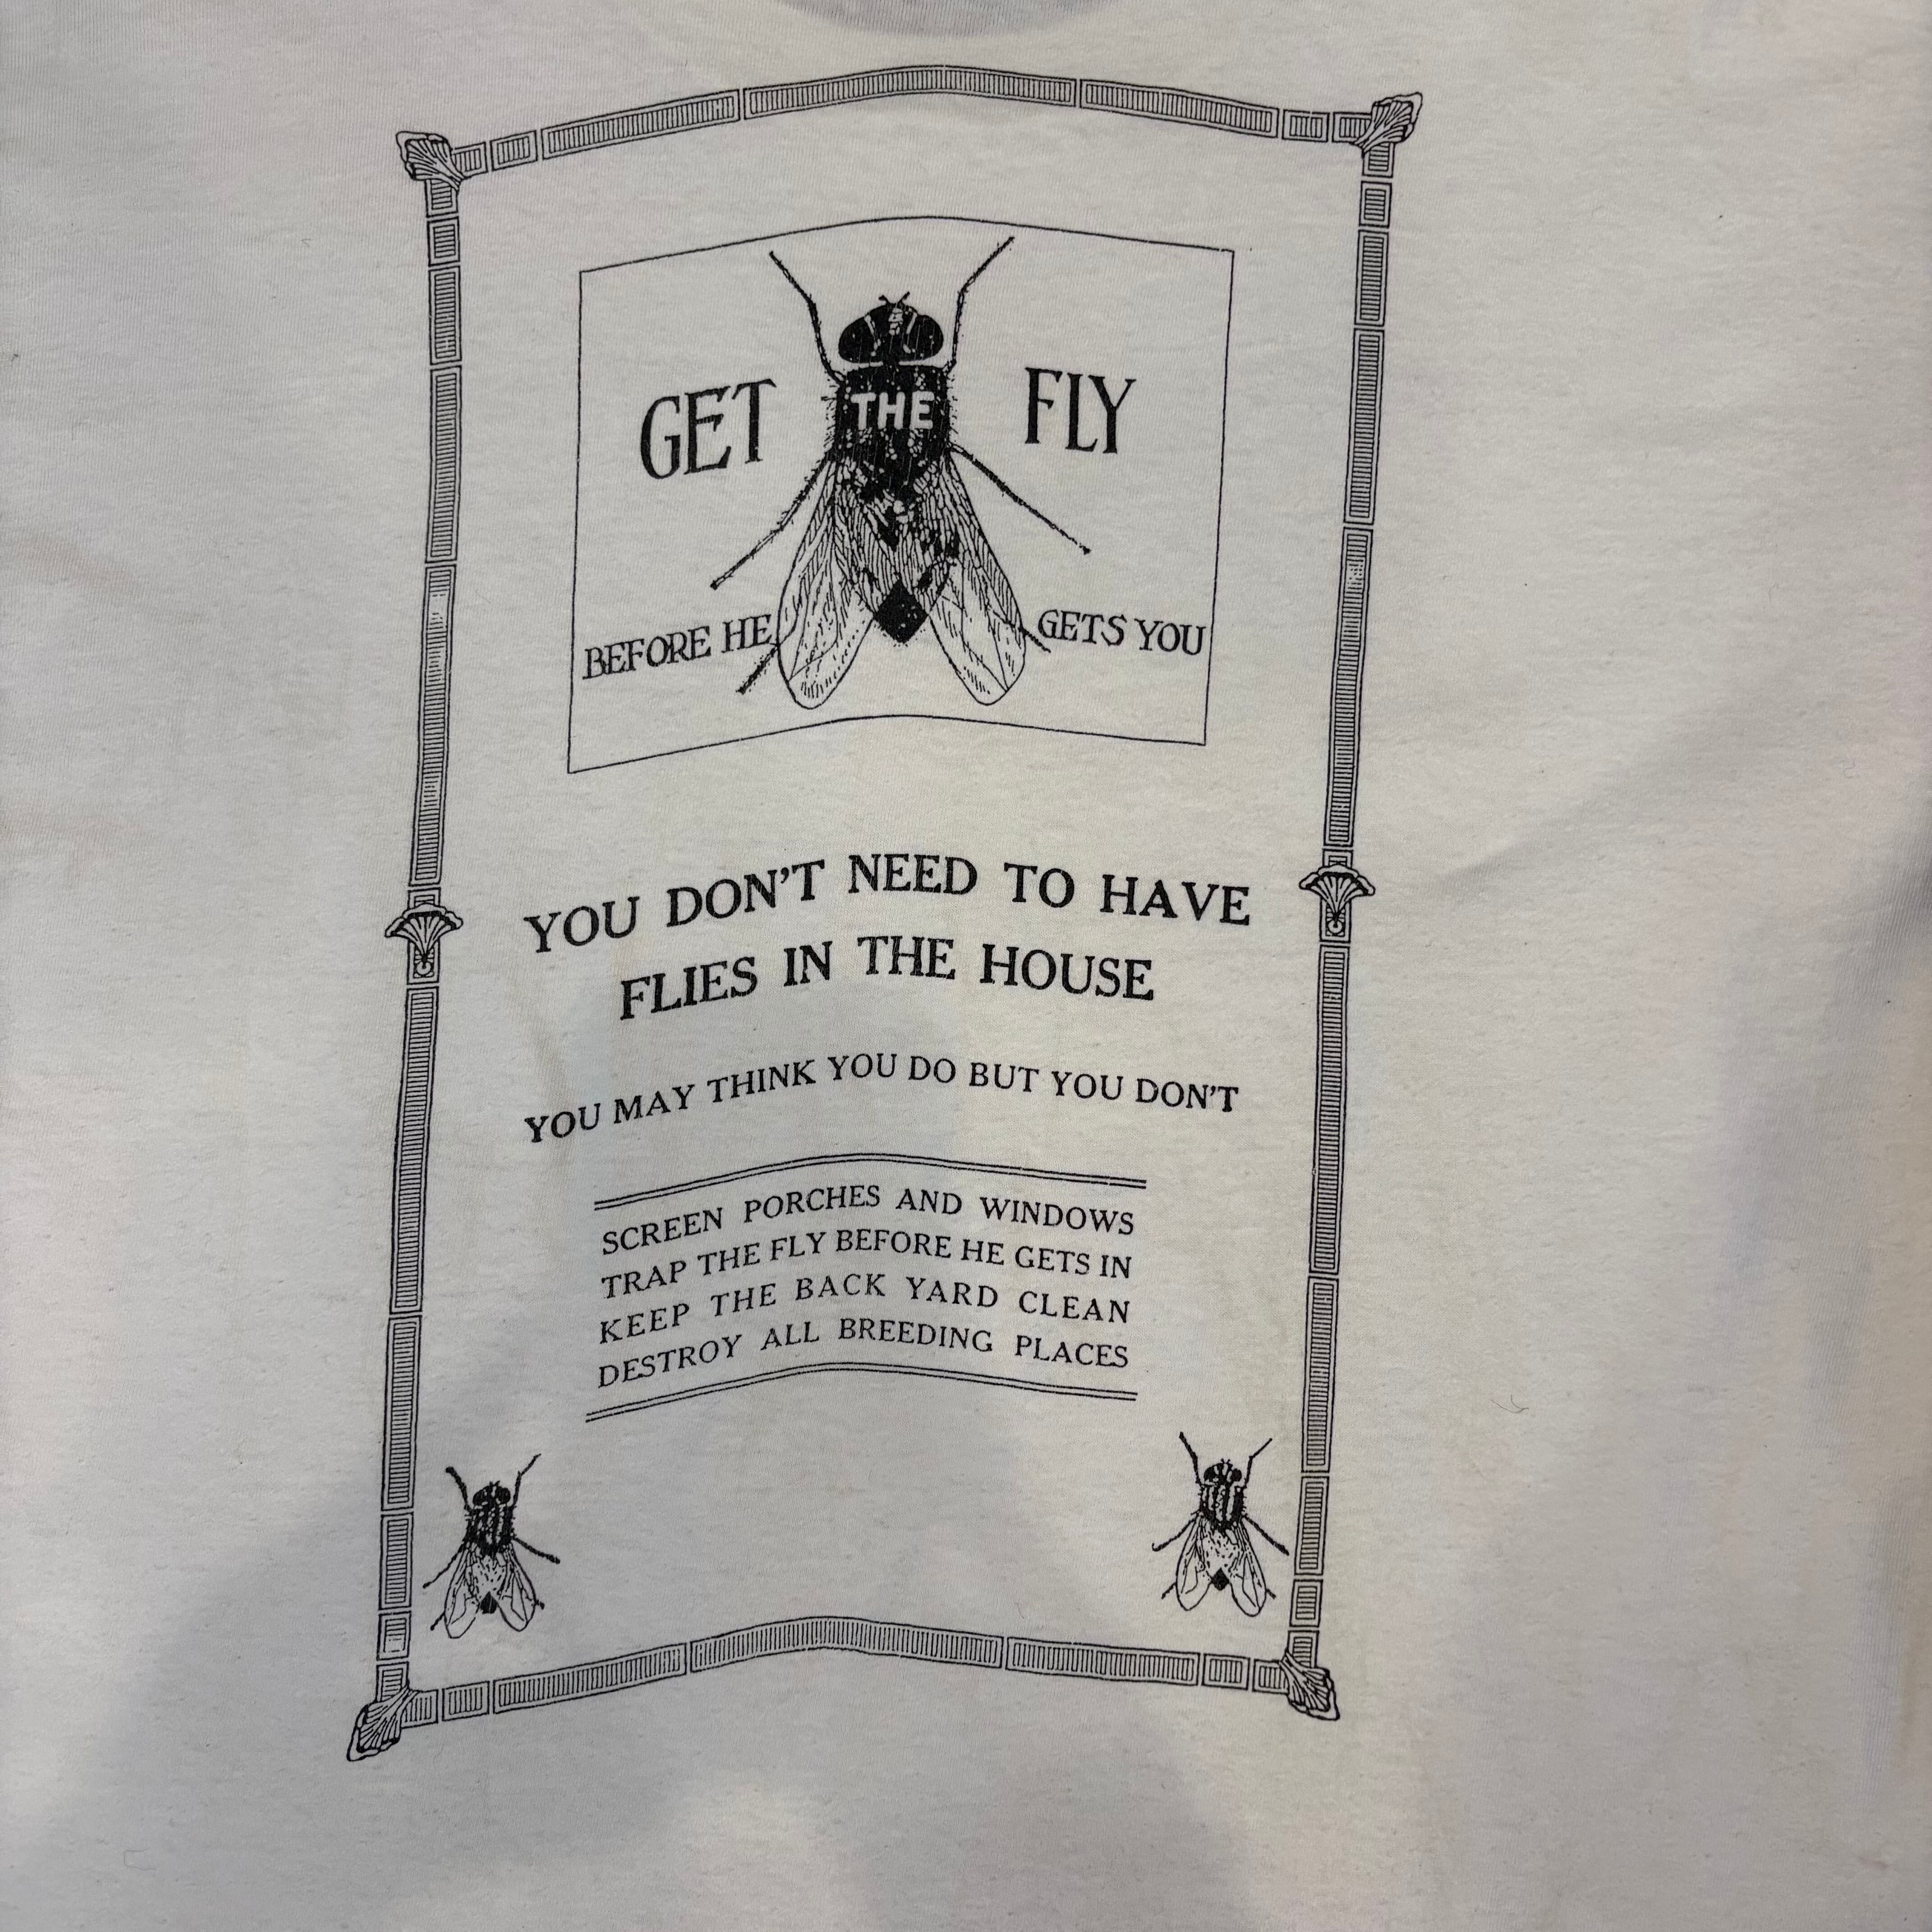 GET THE FLY
BEFORE HE GETS YOU
YOU DON'T NEED TO HAVE
FLIES IN THE HOUSE
YOU MAY THINK YOU DO BUT YOU DON'T
SCREEN PORCHES AND WINDOWS
TRAP THE FLY BEFORE HE GETS IN
KEEP THE BACK YARD CLEAN
DESTROY ALL BREEDING PLACES